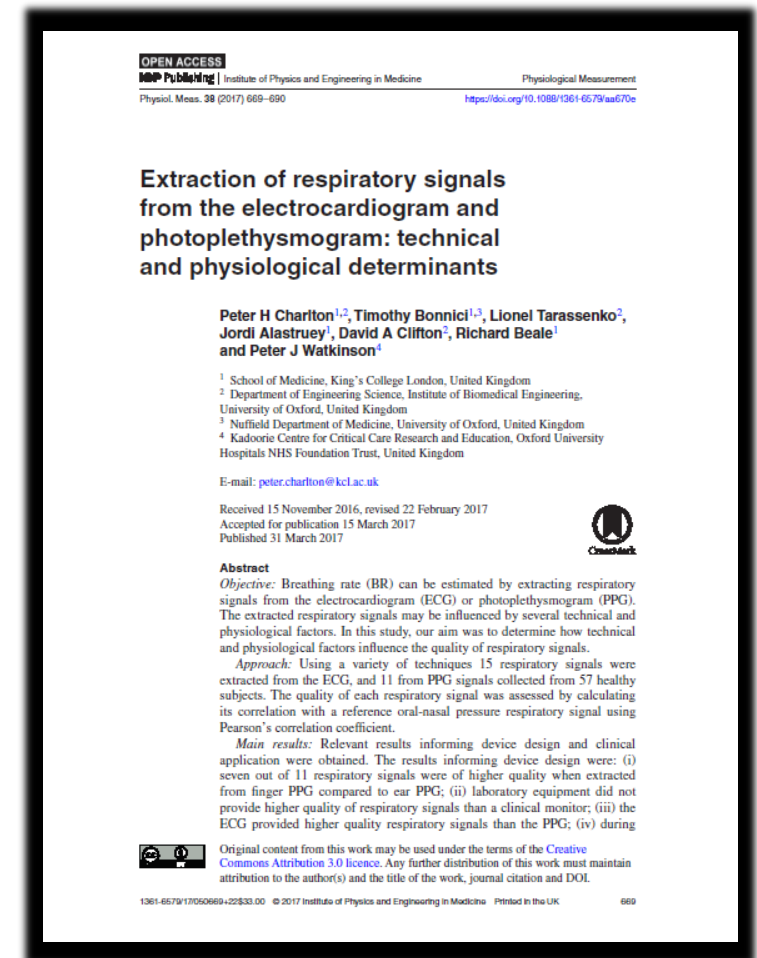 OPEN ACCESS
IOP Publishing | Institute of Physics and Engineering in Medicine Physiological Measurement
Physiol. Meas. 38 (2017) 669–690 https://doi.org/10.1088/1361-6579/aa670e
Extraction of respiratory signals
from the electrocardiogram and
photoplethysmogram: technical
and physiological determinants
Peter H Charlton1,2, Timothy Bonnici1,3, Lionel Tarassenko2,
Jordi Alastruey1, David A Clifton2, Richard Beale1
and Peter J Watkinson4
1 School of Medicine, King's College London, United Kingdom
2 Department of Engineering Science, Institute of Biomedical Engineering,
University of Oxford, United Kingdom
3 Nuffield Department of Medicine, University of Oxford, United Kingdom
4 Kadoorie Centre for Critical Care Research and Education, Oxford University
Hospitals NHS Foundation Trust, United Kingdom
E-mail: peter.charlton@kcl.ac.uk
Received 15 November 2016, revised 22 February 2017
Accepted for publication 15 March 2017
Published 31 March 2017
CrossMark
Abstract
Objective: Breathing rate (BR) can be estimated by extracting respiratory
signals from the electrocardiogram (ECG) or photoplethysmogram (PPG).
The extracted respiratory signals may be influenced by several technical and
physiological factors. In this study, our aim was to determine how technical
and physiological factors influence the quality of respiratory signals.
Approach: Using a variety of techniques 15 respiratory signals were
extracted from the ECG, and 11 from PPG signals collected from 57 healthy
subjects. The quality of each respiratory signal was assessed by calculating
its correlation with a reference oral-nasal pressure respiratory signal using
Pearson's correlation coefficient.
Main results: Relevant results informing device design and clinical
application were obtained. The results informing device design were: (i)
seven out of 11 respiratory signals were of higher quality when extracted
from finger PPG compared to ear PPG; (ii) laboratory equipment did not
provide higher quality of respiratory signals than a clinical monitor; (iii) the
ECG provided higher quality respiratory signals than the PPG; (iv) during
cc BY
Original content from this work may be used under the terms of the Creative
Commons Attribution 3.0 licence. Any further distribution of this work must maintain
attribution to the author(s) and the title of the work, journal citation and DOI.
1361-6579/17/050669+22$33.00 © 2017 Institute of Physics and Engineering in Medicine Printed in the UK 669